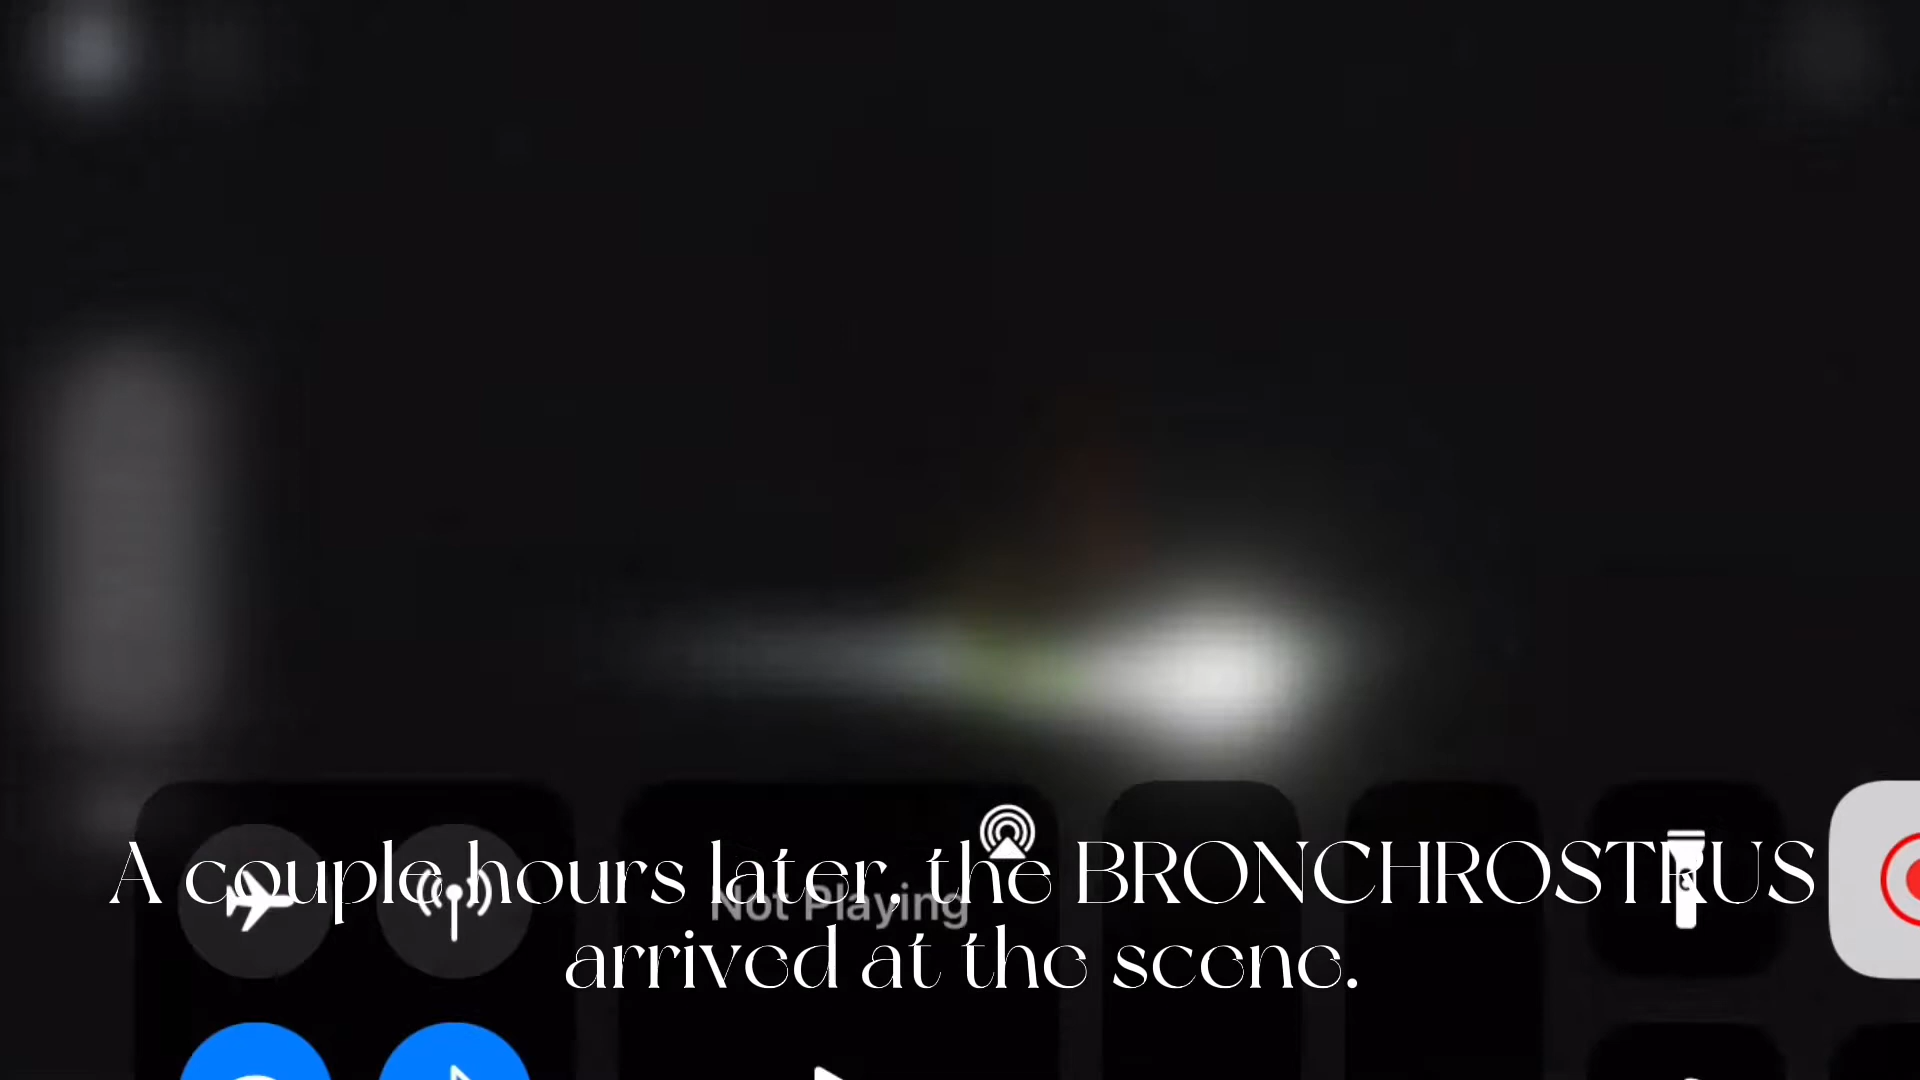 A couple hours later, the BRONCHROSTRUS
Not Playing
arrived at the scene.